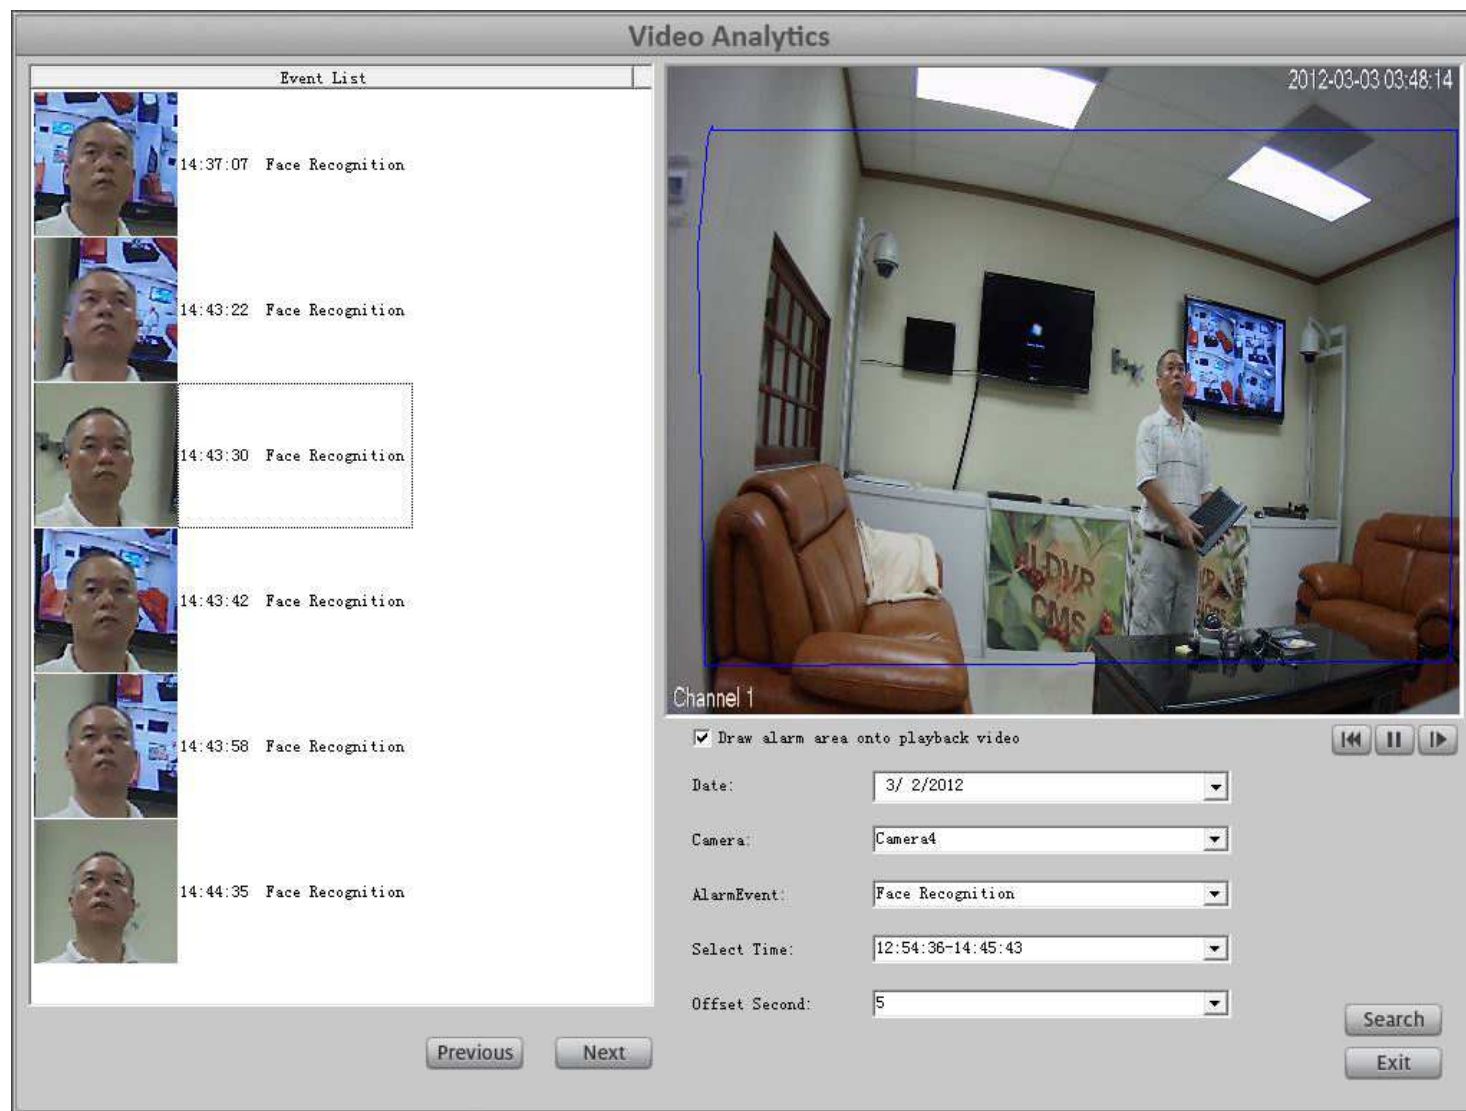 Video Analytics
Event List
14:37:07 Face Recognition
14:43:22 Face Recognition
14:43:30 Face Recognition
14:43:42 Face Recognition
14:43:58 Face Recognition
14:44:35 Face Recognition
Previous
Next
2012-03-03 03:48:14
DVR
CMS
Channel 1
Draw alarm area onto playback video
Date: 3/ 2/2012
Camera: Camera4
AlarmEvent: Face Recognition
Select Time: 12:54:36-14:45:43
Offset Second: 5
Search
Exit